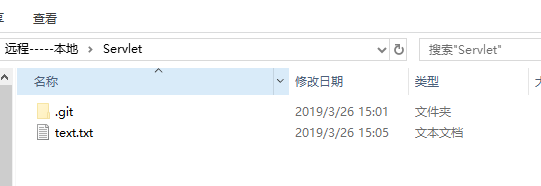 查看
远程-----本地 Servlet 搜索"Servlet"
名称 修改日期 类型
.git 2019/3/26 15:01 文件夹
text.txt 2019/3/26 15:05 文本文档